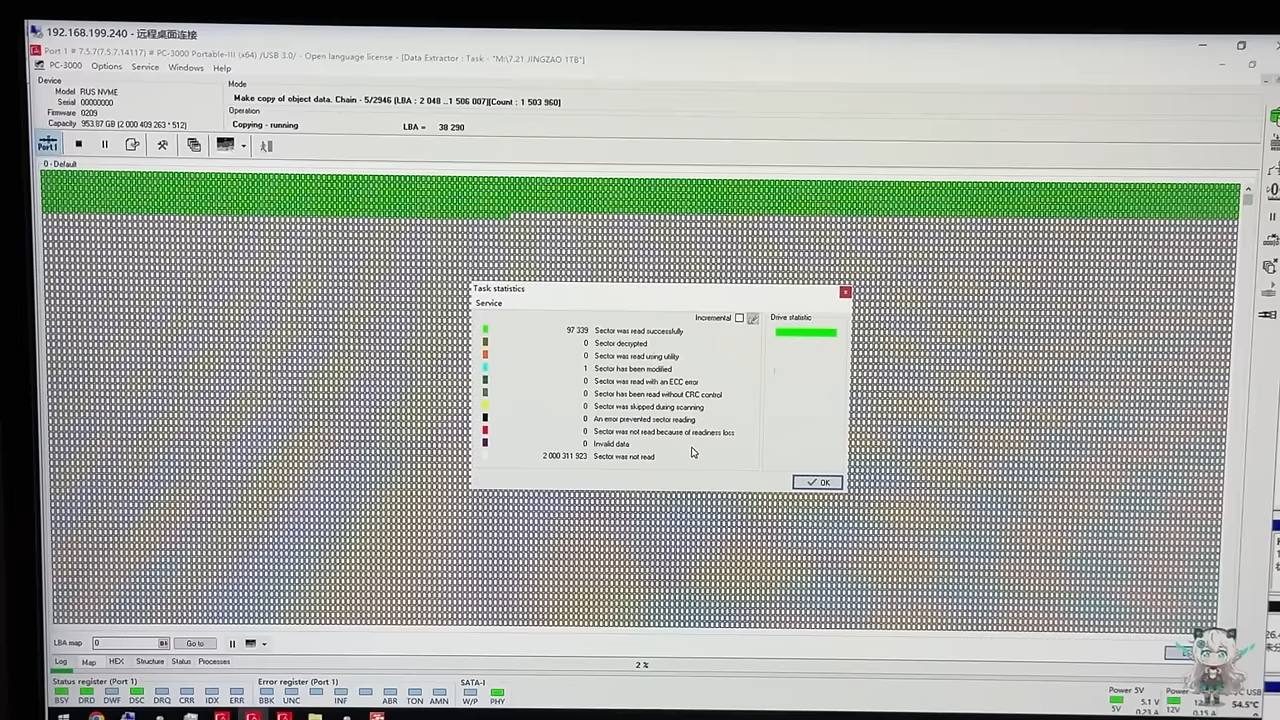 192.168.199.240 - 远程桌面连接
Port 1 # 7.5.7(7.5.7.14117) # PC-3000 Portable-III (x64) /USB 3.0/ - Open language license - [Data Extractor : Task - "M:\7.21 JINGZAO 1TB"]
PC-3000 Options Service Windows Help
Device
Model RUS NVME
Serial 00000000
Firmware 0209
Capacity 953.87 GB (2 000 409 263 * 512)
Mode
Make copy of object data. Chain - 5/2946 (LBA : 2 048 ..1 506 007)[Count : 1 503 960]
Operation
Copying - running LBA = 38 290
Port1
0 - Default
Task statistics
Service
Incremental Drive statistic
97 339 Sector was read successfully
0 Sector decrypted
0 Sector was read using utility
1 Sector has been modified
0 Sector was read with an ECC error
0 Sector has been read without CRC control
0 Sector was skipped during scanning
0 An error prevented sector reading
0 Sector was not read because of readiness loss
0 Invalid data
2 000 311 923 Sector was not read
OK
LBA map 0 Go to
Log Map HEX Structure Status Processes
2 %
Status register (Port 1) Error register (Port 1) SATA-I
BSY DRD DWF DSC DRQ CRR IDX ERR BBK UNC INF ABR TON AMN W/P PHY
Power 5V
5V 5.1 V
0.23 A
12V
0.15 A
USB
54.5°C